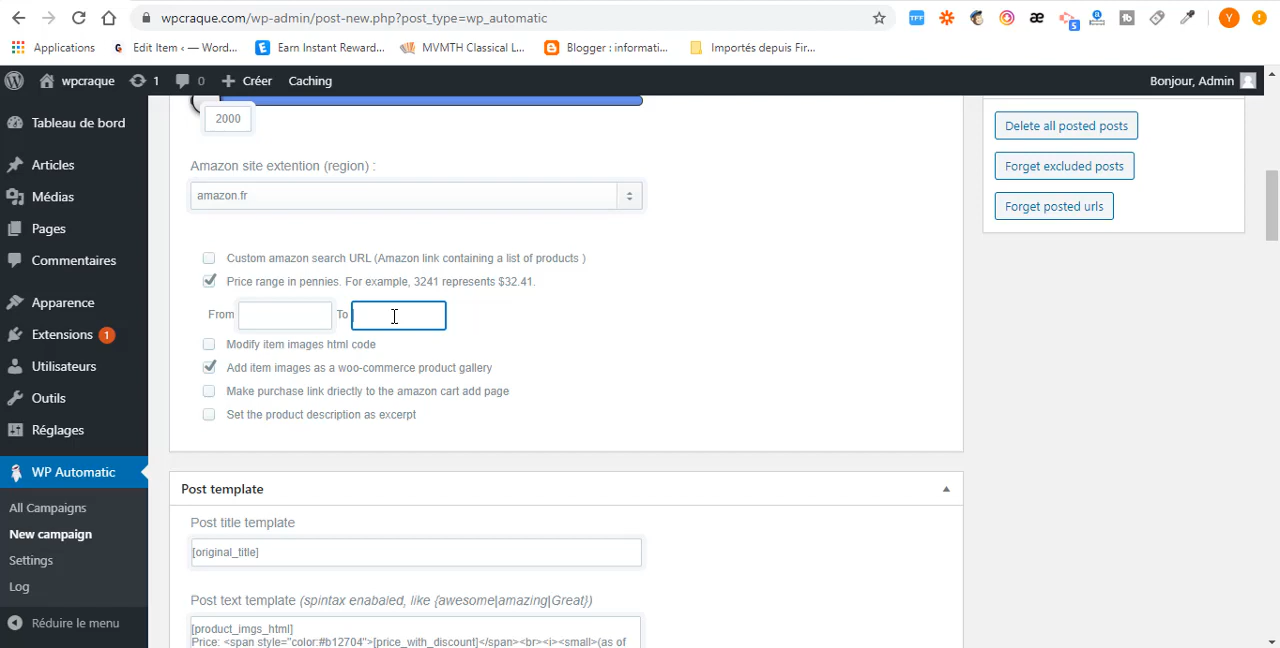 wpcraque.com/wp-admin/post-new.php?post_type=wp_automatic
Applications
Edit Item ‹ — Word...
Earn Instant Reward...
MVMTH Classical L...
Blogger : informati...
Importés depuis Fir...
wpcraque
1
0
Créer
Caching
Bonjour, Admin
Tableau de bord
Articles
Médias
Pages
Commentaires
Apparence
Extensions 1
Utilisateurs
Outils
Réglages
WP Automatic
All Campaigns
New campaign
Settings
Log
Réduire le menu
2000
Amazon site extention (region) :
amazon.fr
Custom amazon search URL (Amazon link containing a list of products )
Price range in pennies. For example, 3241 represents $32.41.
From To
Modify item images html code
Add item images as a woo-commerce product gallery
Make purchase link driectly to the amazon cart add page
Set the product description as excerpt
Post template
Post title template
[original_title]
Post text template (spintax enabaled, like {awesome|amazing|Great})
[product_imgs_html]
Price: <span style="color:#b12704">[price_with_discount]</span><br><i><small>(as of
Delete all posted posts
Forget excluded posts
Forget posted urls